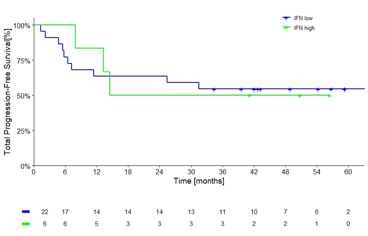 IFN low
IFN high
Total Progression-Free Survival[%]
100%
75%
50%
25%
0%
0 6 12 18 24 30 36 42 48 54 60
Time [months]
22 17 14 14 14 13 11 10 7 6 2
6 6 5 3 3 3 3 2 2 1 0